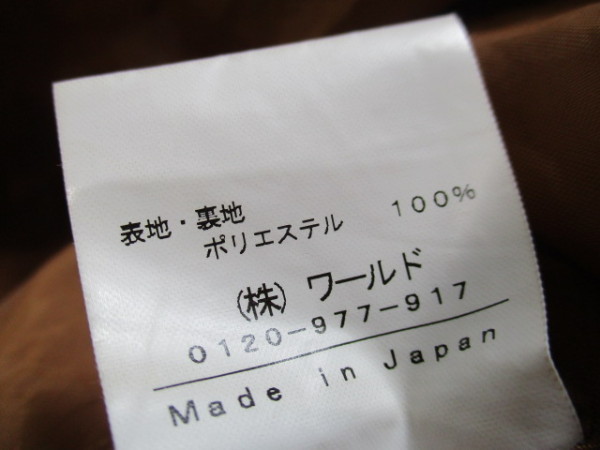 表地・裏地
ポリエステル 100%
(株) ワールド
0120-977-917
Made in Japan